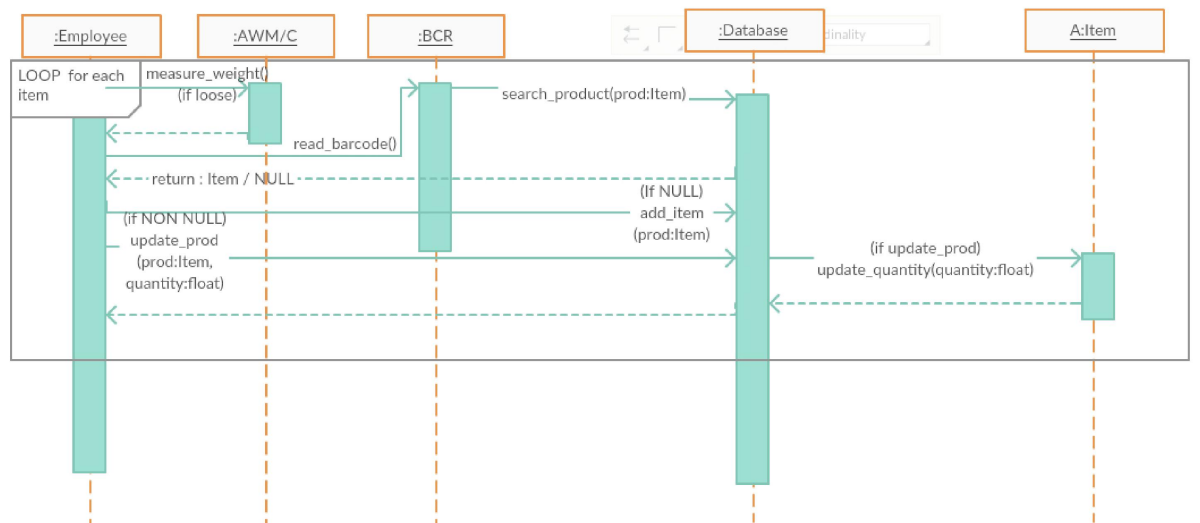 :Employee
:AWM/C
:BCR
:Database
dinality
A:Item
LOOP for each
item
measure_weight()
(if loose)
search_product(prod:Item)
read_barcode()
return : Item / NULL
(If NULL)
add_item
(prod:Item)
(if NON NULL)
update_prod
(prod:Item,
quantity:float)
(if update_prod)
update_quantity(quantity:float)